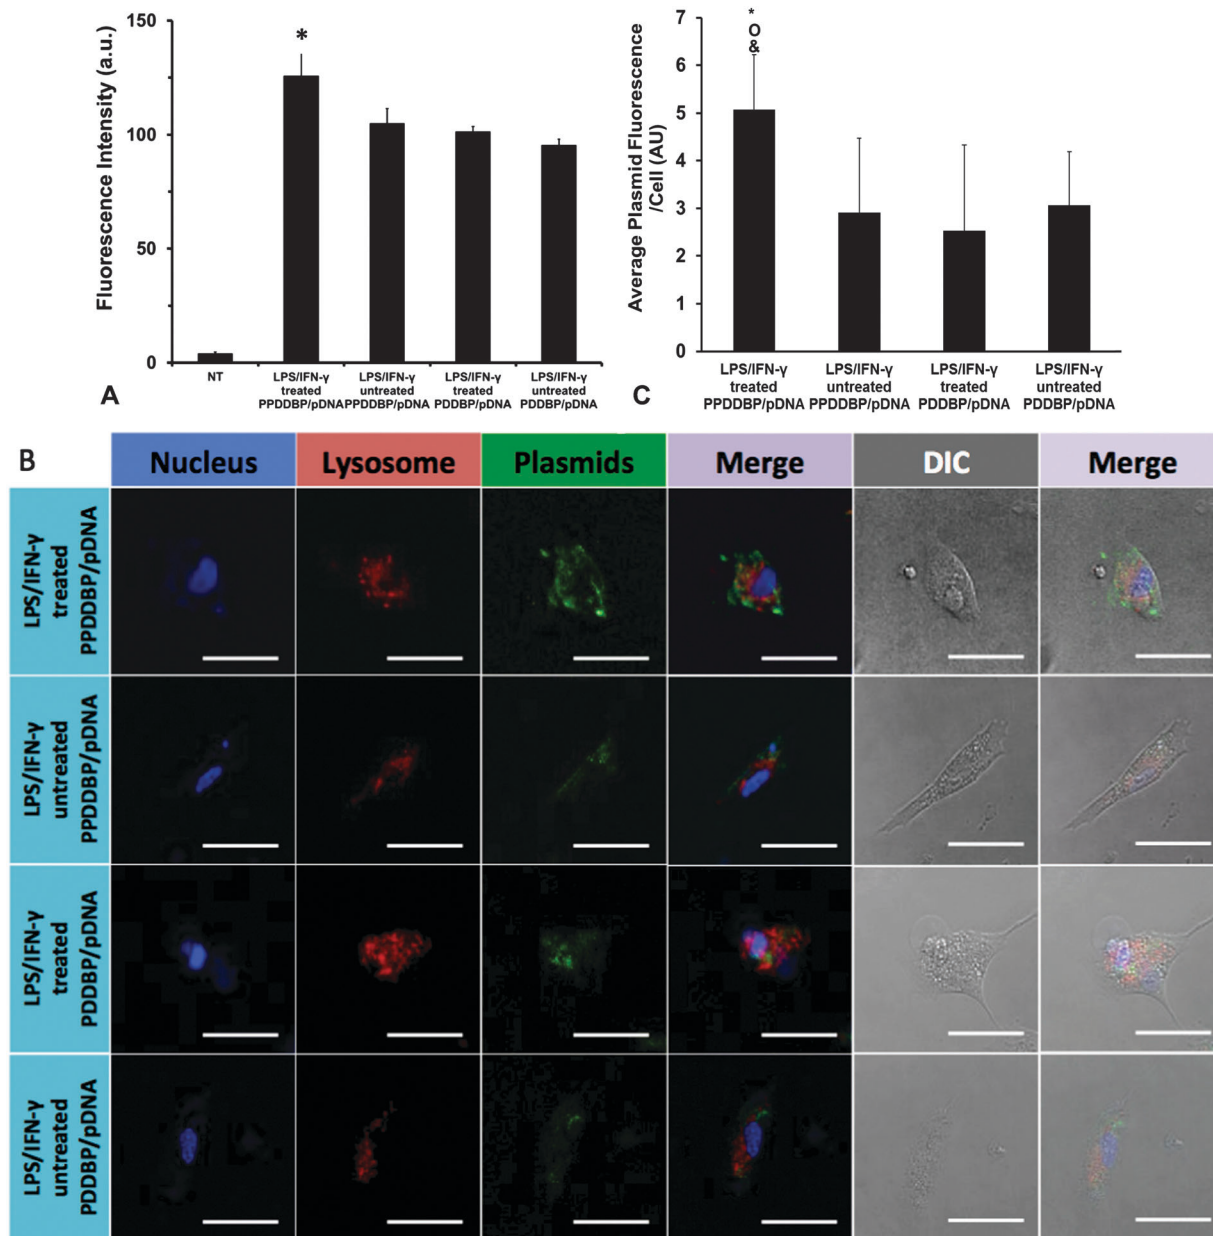 Fluorescence Intensity (a.u.)
150
100
50
0
*
NT
LPS/IFN-γ
treated
PPDDBP/pDNA
LPS/IFN-γ
untreated
PPDDBP/pDNA
LPS/IFN-γ
treated
PDDBP/pDNA
LPS/IFN-γ
untreated
PDDBP/pDNA
A
Average Plasmid Fluorescence
/Cell (AU)
7
6
5
4
3
2
1
0
*
O
&
LPS/IFN-γ
treated
PPDDBP/pDNA
LPS/IFN-γ
untreated
PPDDBP/pDNA
LPS/IFN-γ
treated
PDDBP/pDNA
LPS/IFN-γ
untreated
PDDBP/pDNA
C
B
Nucleus
Lysosome
Plasmids
Merge
DIC
Merge
LPS/IFN-γ
treated
PPDDBP/pDNA
LPS/IFN-γ
untreated
PPDDBP/pDNA
LPS/IFN-γ
treated
PDDBP/pDNA
LPS/IFN-γ
untreated
PDDBP/pDNA